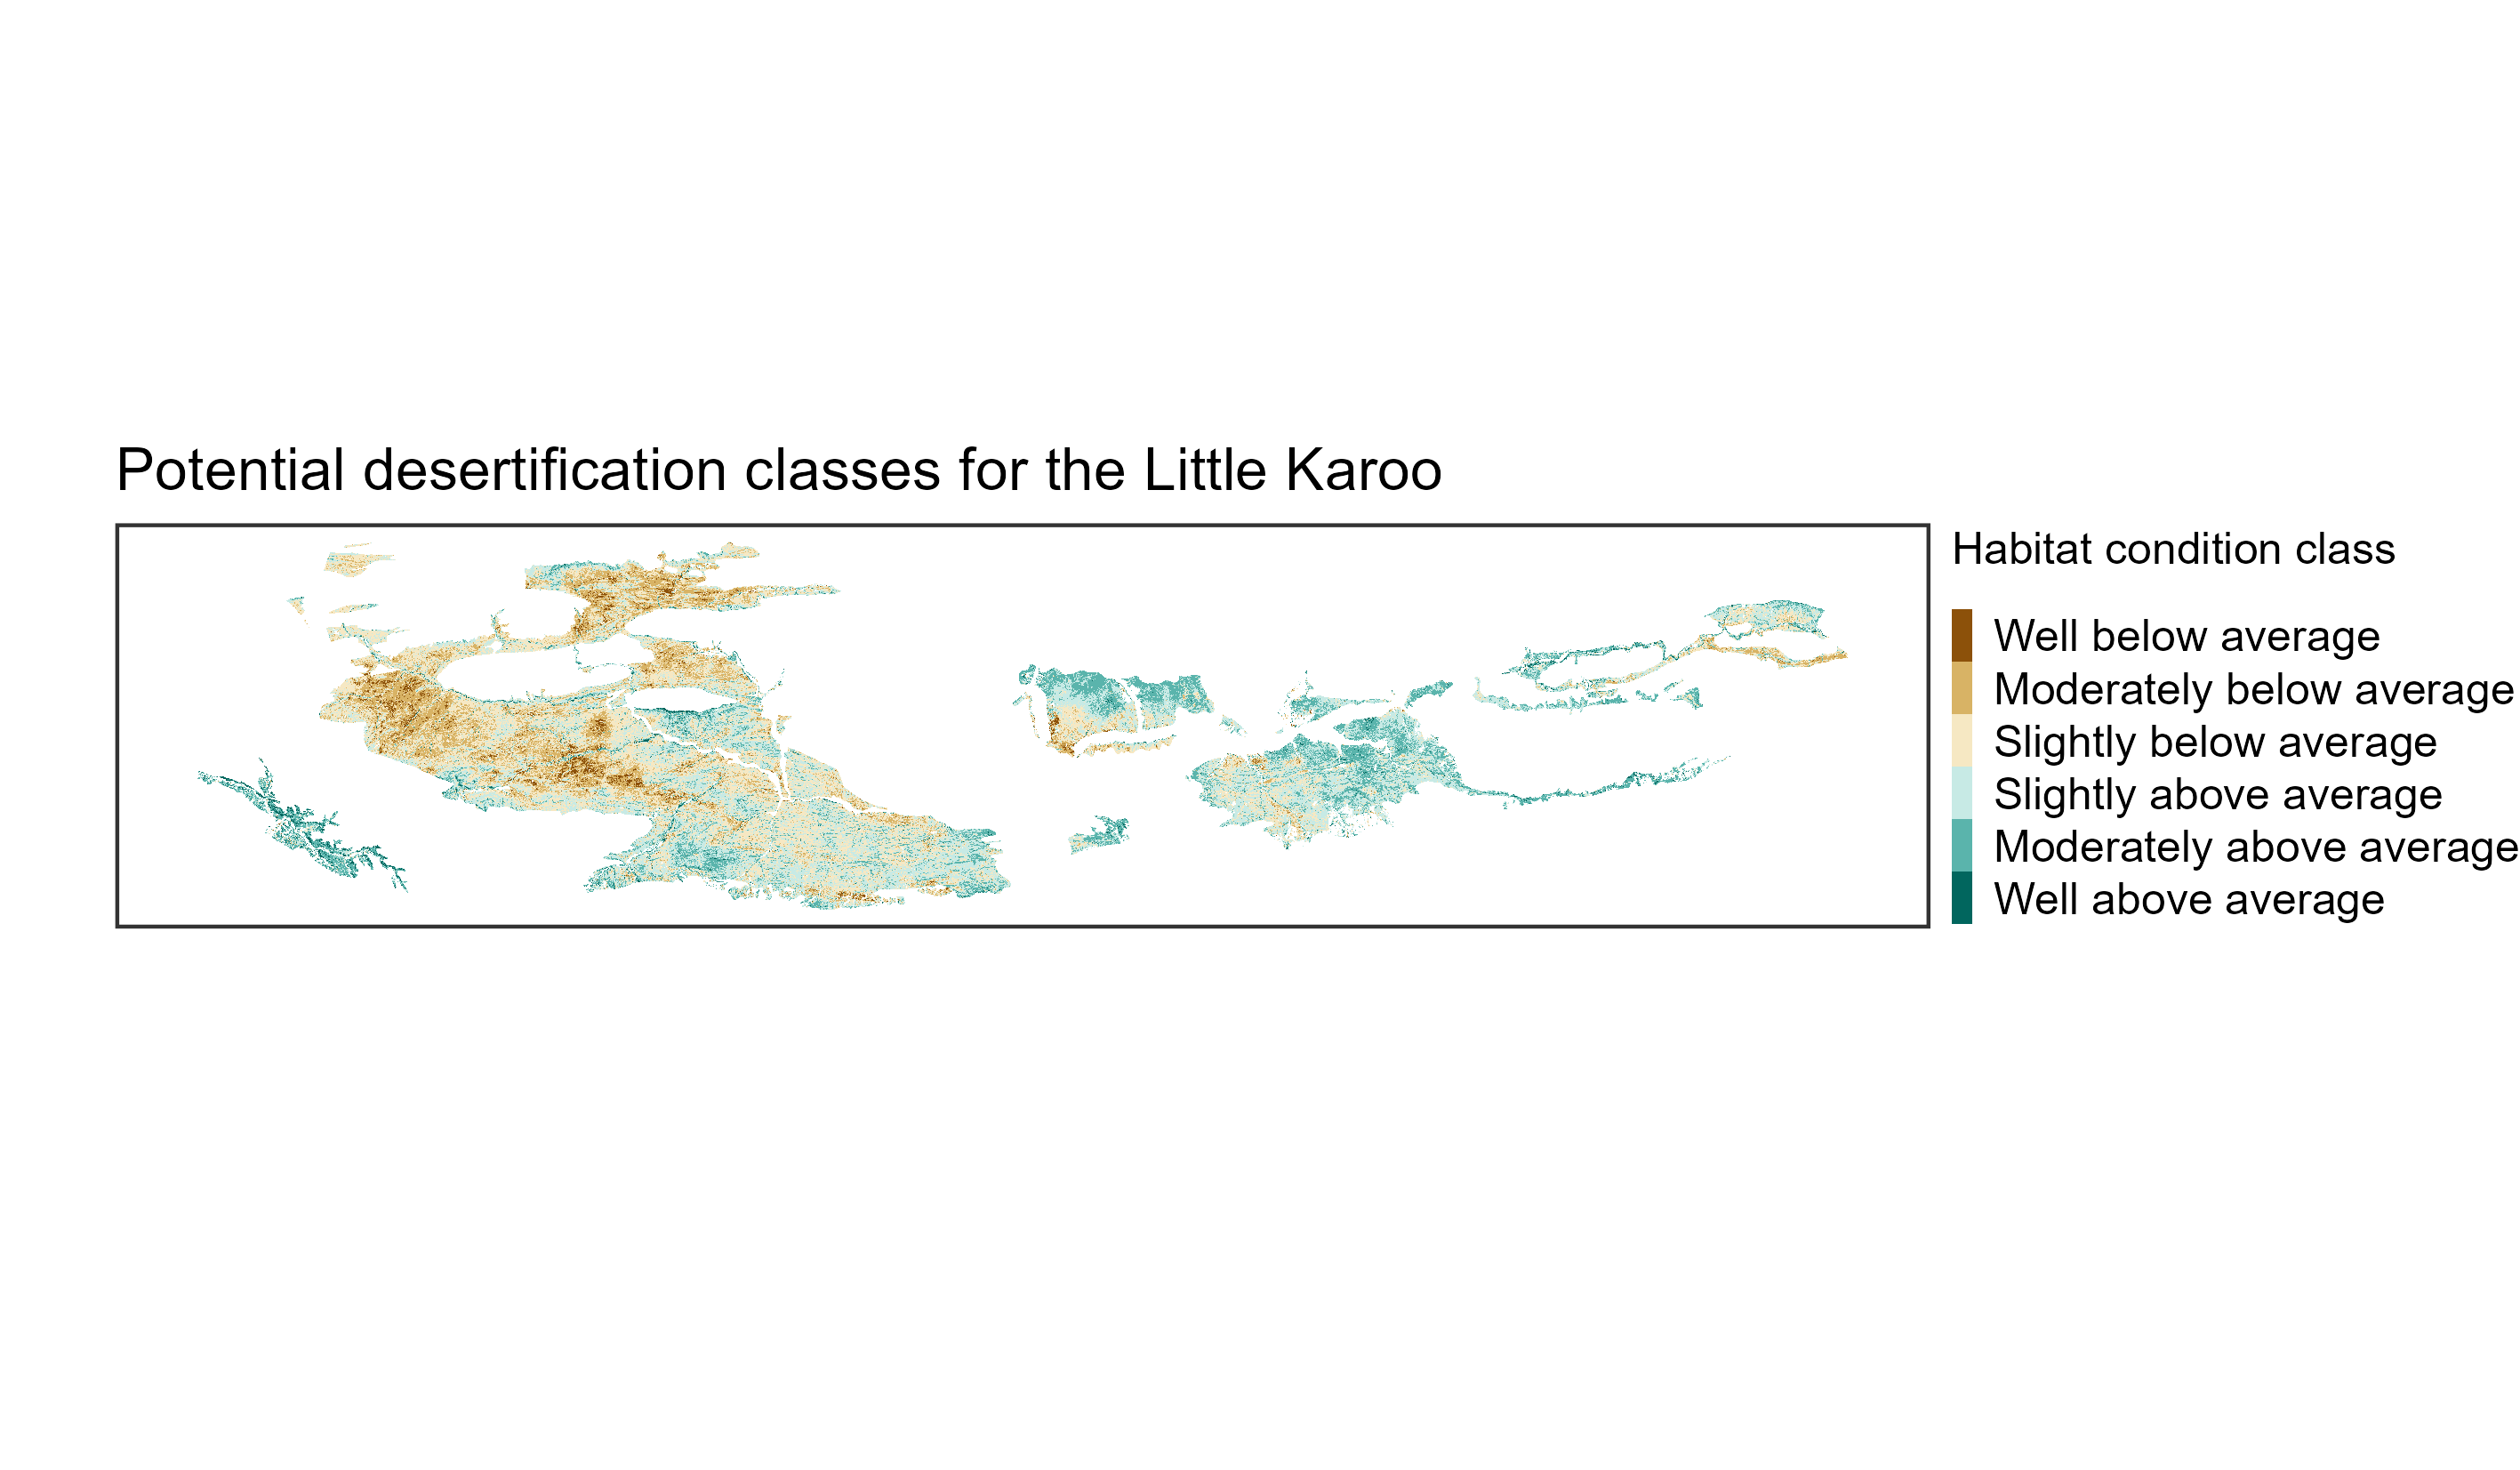 Potential desertification classes for the Little Karoo
Habitat condition class
Well below average
Moderately below average
Slightly below average
Slightly above average
Moderately above average
Well above average